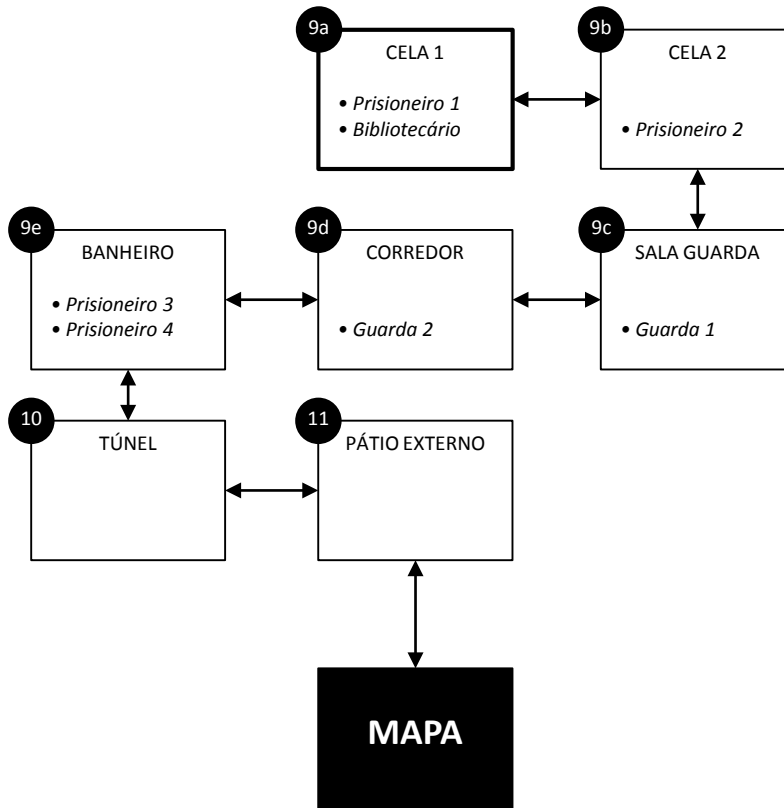 9a
CELA 1
• Prisioneiro 1
• Bibliotecário
9b
CELA 2
• Prisioneiro 2
9e
BANHEIRO
• Prisioneiro 3
• Prisioneiro 4
9d
CORREDOR
• Guarda 2
9c
SALA GUARDA
• Guarda 1
10
TÚNEL
11
PÁTIO EXTERNO
MAPA